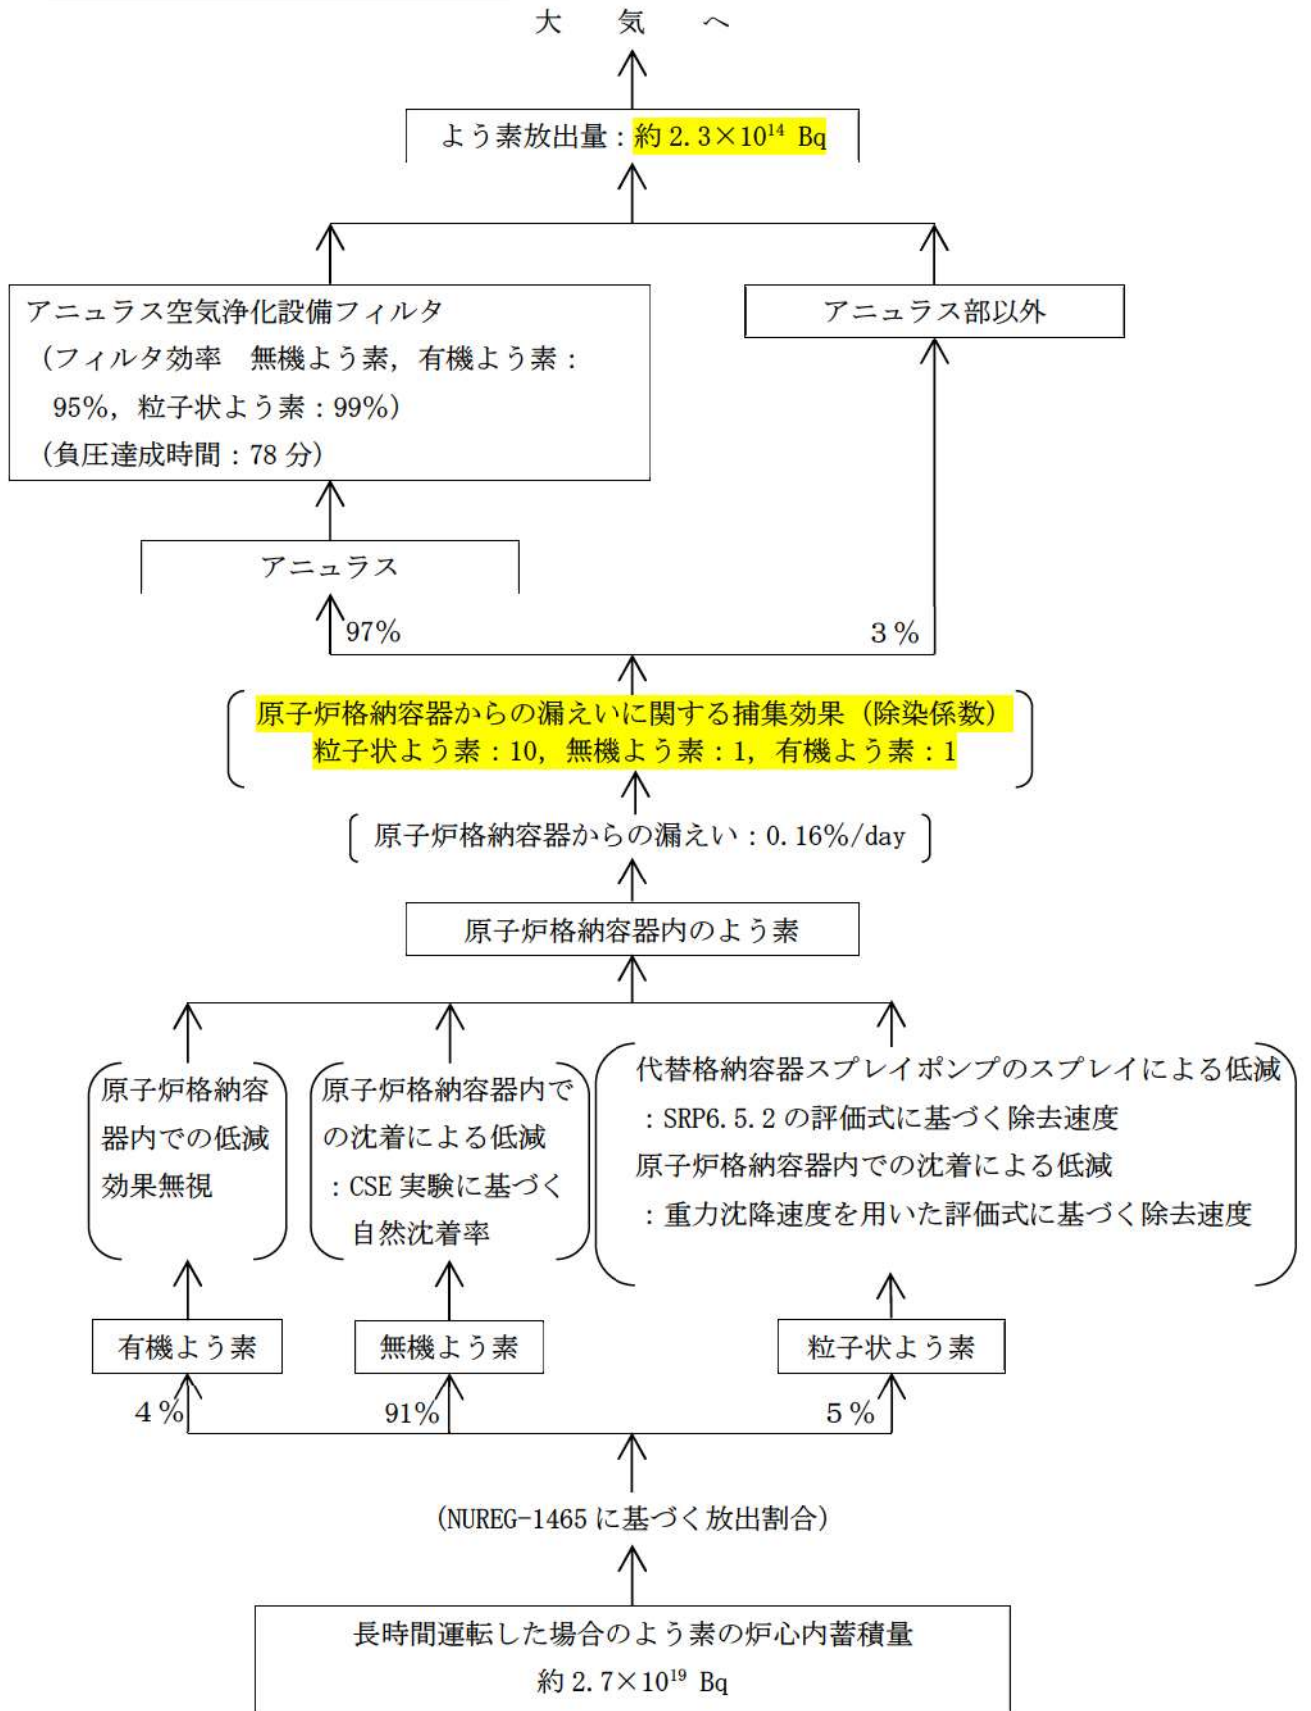 大　気　へ
よう素放出量：約 2.3×10¹⁴ Bq
アニュラス空気浄化設備フィルタ
（フィルタ効率　無機よう素，有機よう素：
95%，粒子状よう素：99%）
（負圧達成時間：78 分）
アニュラス部以外
アニュラス
97%
3％
原子炉格納容器からの漏えいに関する捕集効果（除染係数）
粒子状よう素：10，無機よう素：1，有機よう素：1
原子炉格納容器からの漏えい：0.16%/day
原子炉格納容器内のよう素
原子炉格納容
器内での低減
効果無視
原子炉格納容器内で
の沈着による低減
：CSE 実験に基づく
自然沈着率
代替格納容器スプレイポンプのスプレイによる低減
：SRP6.5.2 の評価式に基づく除去速度
原子炉格納容器内での沈着による低減
：重力沈降速度を用いた評価式に基づく除去速度
有機よう素
無機よう素
粒子状よう素
4％
91%
5％
（NUREG-1465 に基づく放出割合）
長時間運転した場合のよう素の炉心内蓄積量
約 2.7×10¹⁹ Bq